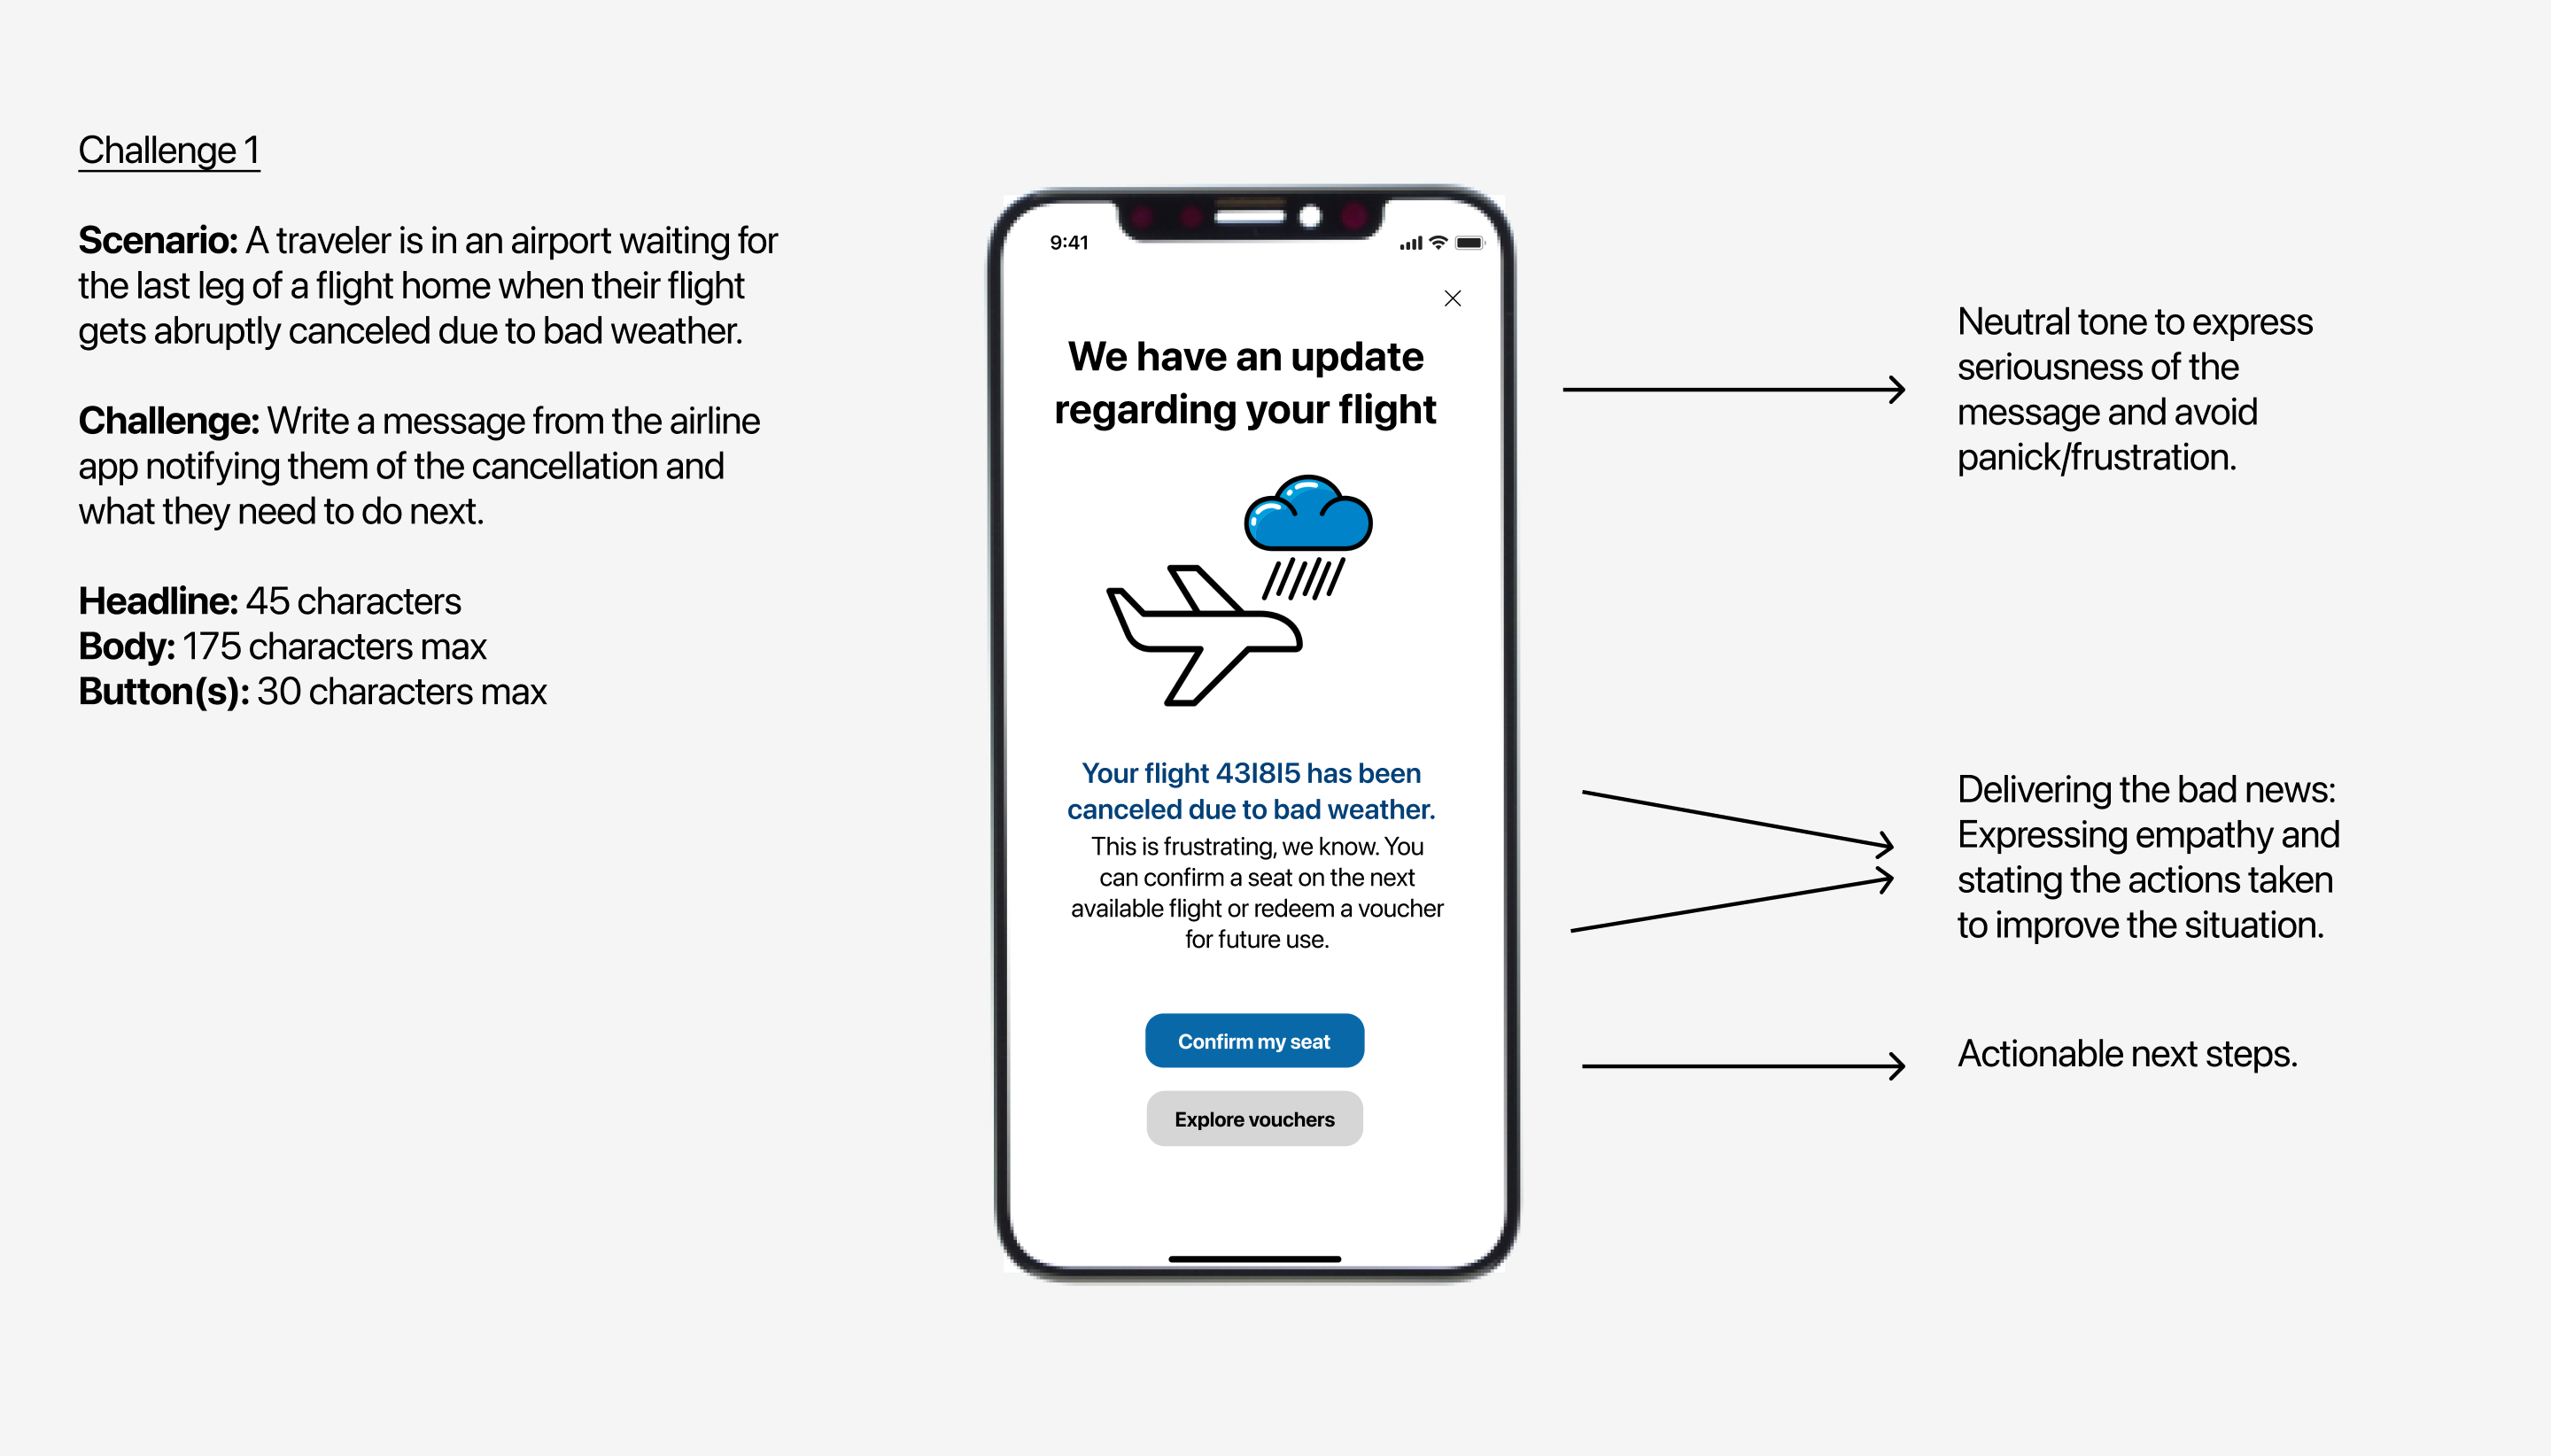 Challenge 1
Scenario: A traveler is in an airport waiting for
the last leg of a flight home when their flight
gets abruptly canceled due to bad weather.
Challenge: Write a message from the airline
app notifying them of the cancellation and
what they need to do next.
Headline: 45 characters
Body: 175 characters max
Button(s): 30 characters max
9:41
We have an update
regarding your flight
Your flight 43I8I5 has been
canceled due to bad weather.
This is frustrating, we know. You
can confirm a seat on the next
available flight or redeem a voucher
for future use.
Confirm my seat
Explore vouchers
Neutral tone to express
seriousness of the
message and avoid
panick/frustration.
Delivering the bad news:
Expressing empathy and
stating the actions taken
to improve the situation.
Actionable next steps.